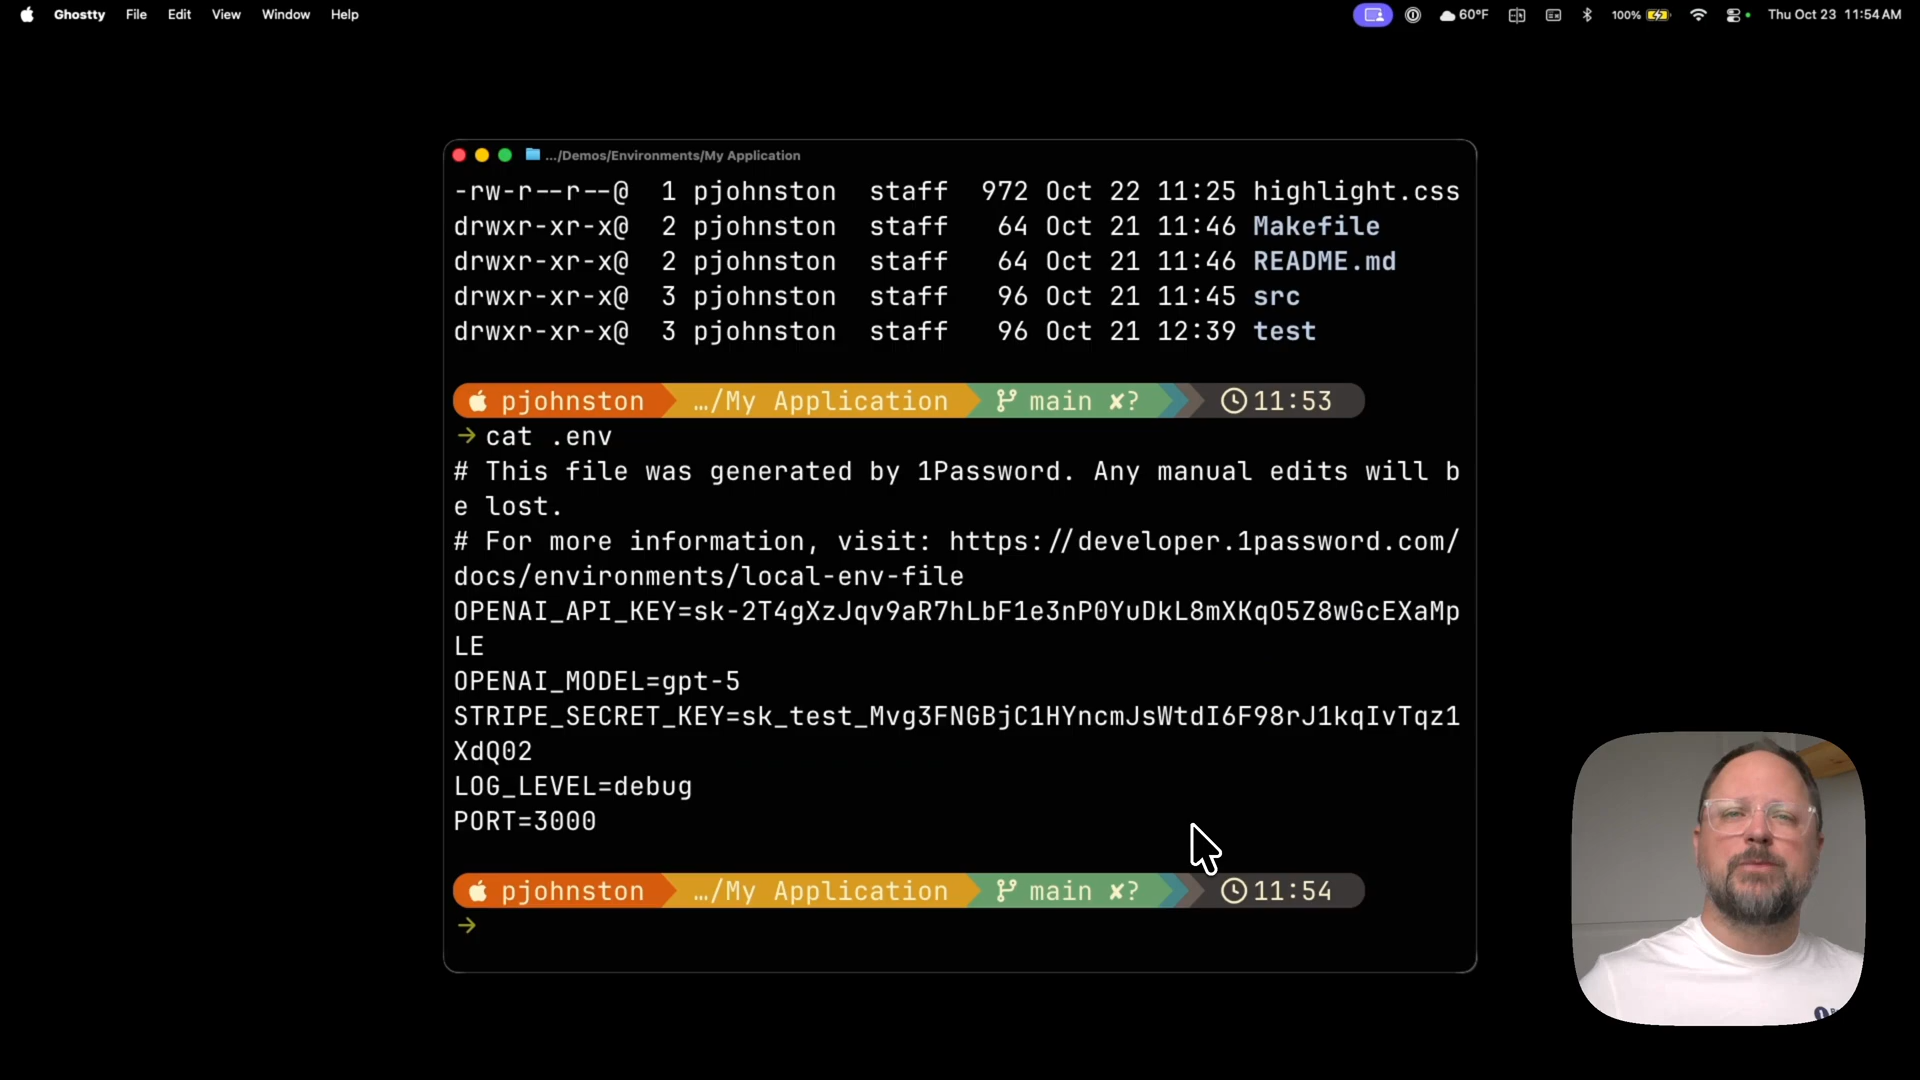 Ghostty File Edit View Window Help 60°F 100% Thu Oct 23 11:54 AM
.../Demos/Environments/My Application
-rw-r--r--@ 1 pjohnston staff 972 Oct 22 11:25 highlight.css
drwxr-xr-x@ 2 pjohnston staff 64 Oct 21 11:46 Makefile
drwxr-xr-x@ 2 pjohnston staff 64 Oct 21 11:46 README.md
drwxr-xr-x@ 3 pjohnston staff 96 Oct 21 11:45 src
drwxr-xr-x@ 3 pjohnston staff 96 Oct 21 12:39 test
pjohnston …/My Application main ✘? 11:53
→ cat .env
# This file was generated by 1Password. Any manual edits will b
e lost.
# For more information, visit: https://developer.1password.com/
docs/environments/local-env-file
OPENAI_API_KEY=sk-2T4gXzJqv9aR7hLbF1e3nP0YuDkL8mXKqO5Z8wGcEXaMp
LE
OPENAI_MODEL=gpt-5
STRIPE_SECRET_KEY=sk_test_Mvg3FNGBjC1HYncmJsWtdI6F98rJ1kqIvTqz1
XdQ02
LOG_LEVEL=debug
PORT=3000
pjohnston …/My Application main ✘? 11:54
→